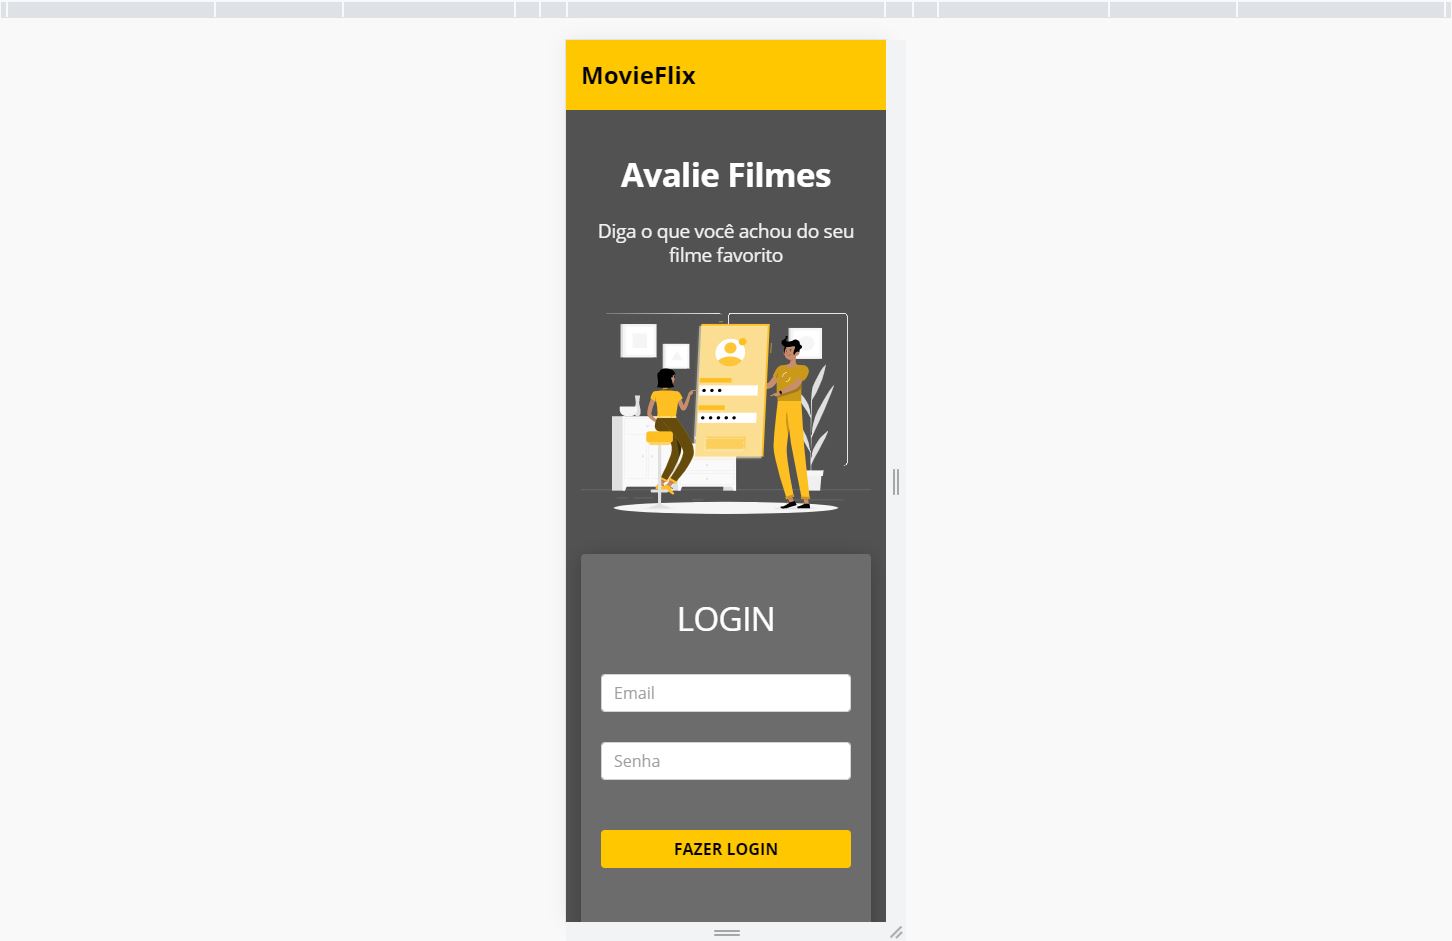 MovieFlix
Avalie Filmes
Diga o que você achou do seu
filme favorito
LOGIN
Email
Senha
FAZER LOGIN